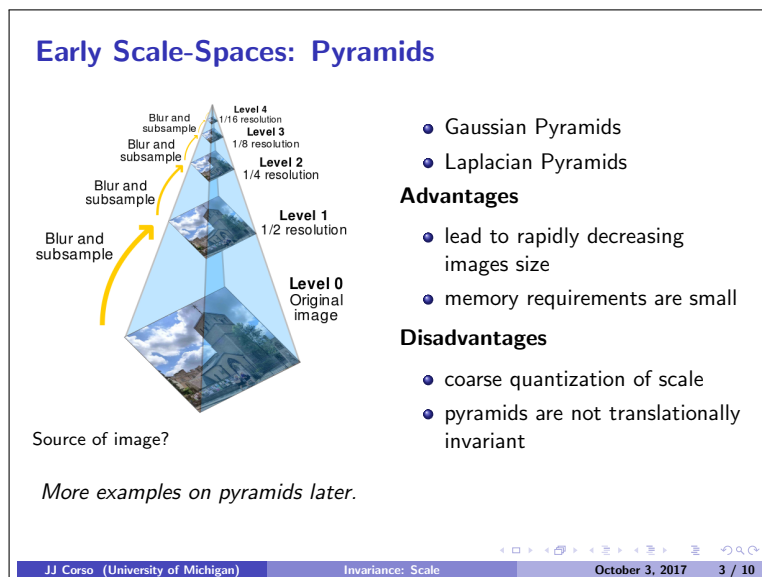 Early Scale-Spaces: Pyramids
Level 4
1/16 resolution
Blur and
subsample
Level 3
1/8 resolution
Blur and
subsample
Level 2
1/4 resolution
Blur and
subsample
Level 1
1/2 resolution
Blur and
subsample
Level 0
Original
image
Source of image?
More examples on pyramids later.
Gaussian Pyramids
Laplacian Pyramids
Advantages
lead to rapidly decreasing
images size
memory requirements are small
Disadvantages
coarse quantization of scale
pyramids are not translationally
invariant
JJ Corso (University of Michigan) Invariance: Scale October 3, 2017 3 / 10